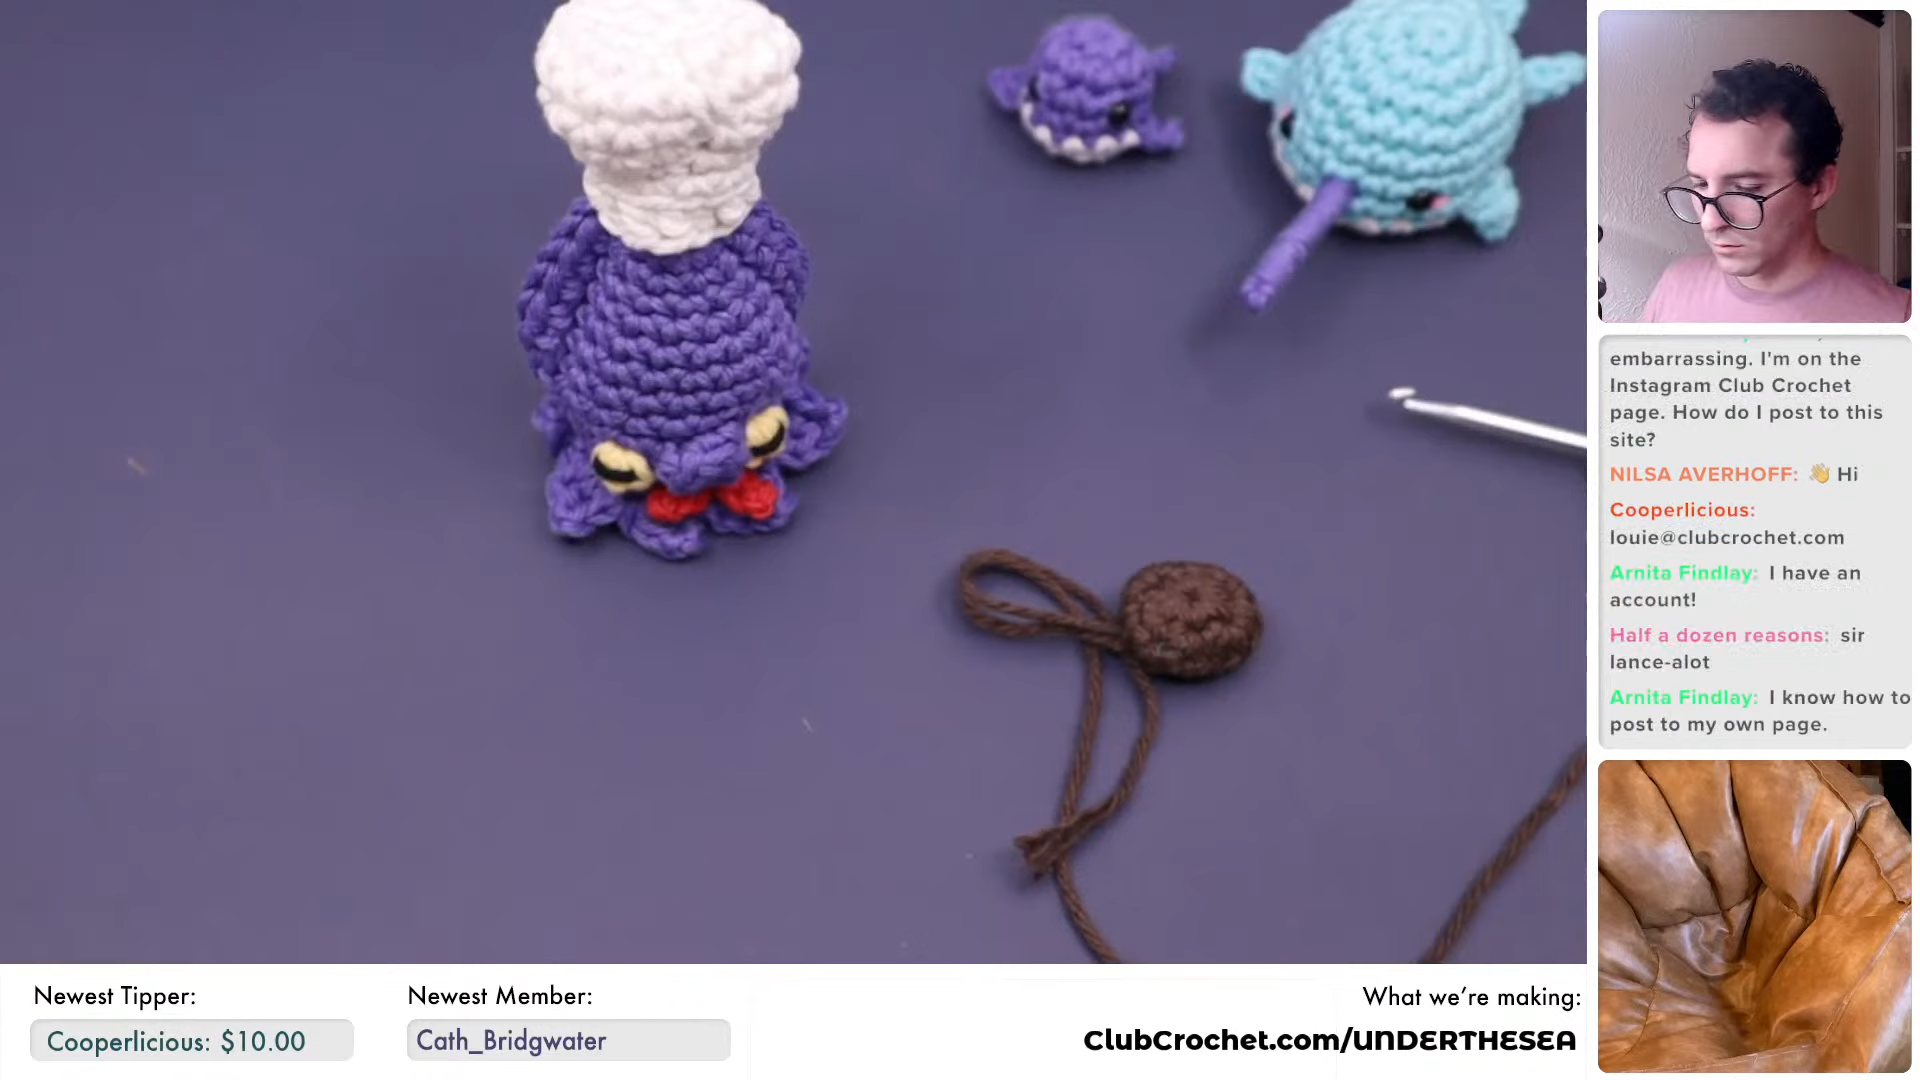 embarrassing. I'm on the
Instagram Club Crochet
page. How do I post to this
site?
NILSA AVERHOFF: 👋 Hi
Cooperlicious:
louie@clubcrochet.com
Arnita Findlay: I have an
account!
Half a dozen reasons: sir
lance-alot
Arnita Findlay: I know how to
post to my own page.
Newest Tipper:
Cooperlicious: $10.00
Newest Member:
Cath_Bridgwater
What we're making:
ClubCrochet.com/UNDERTHESEA